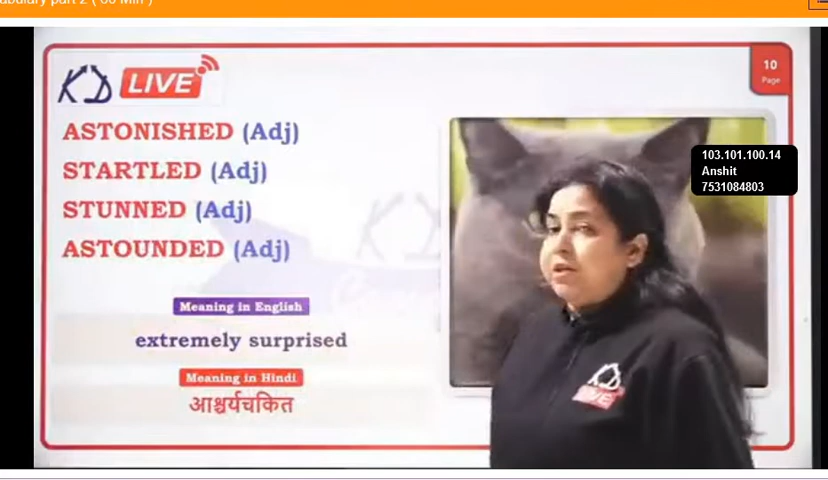 KD LIVE
10
Page
ASTONISHED (Adj)
STARTLED (Adj)
STUNNED (Adj)
ASTOUNDED (Adj)
103.101.100.14
Anshit
7531084803
Meaning in English
extremely surprised
Meaning in Hindi
आश्चर्यचकित
KD
LIVE